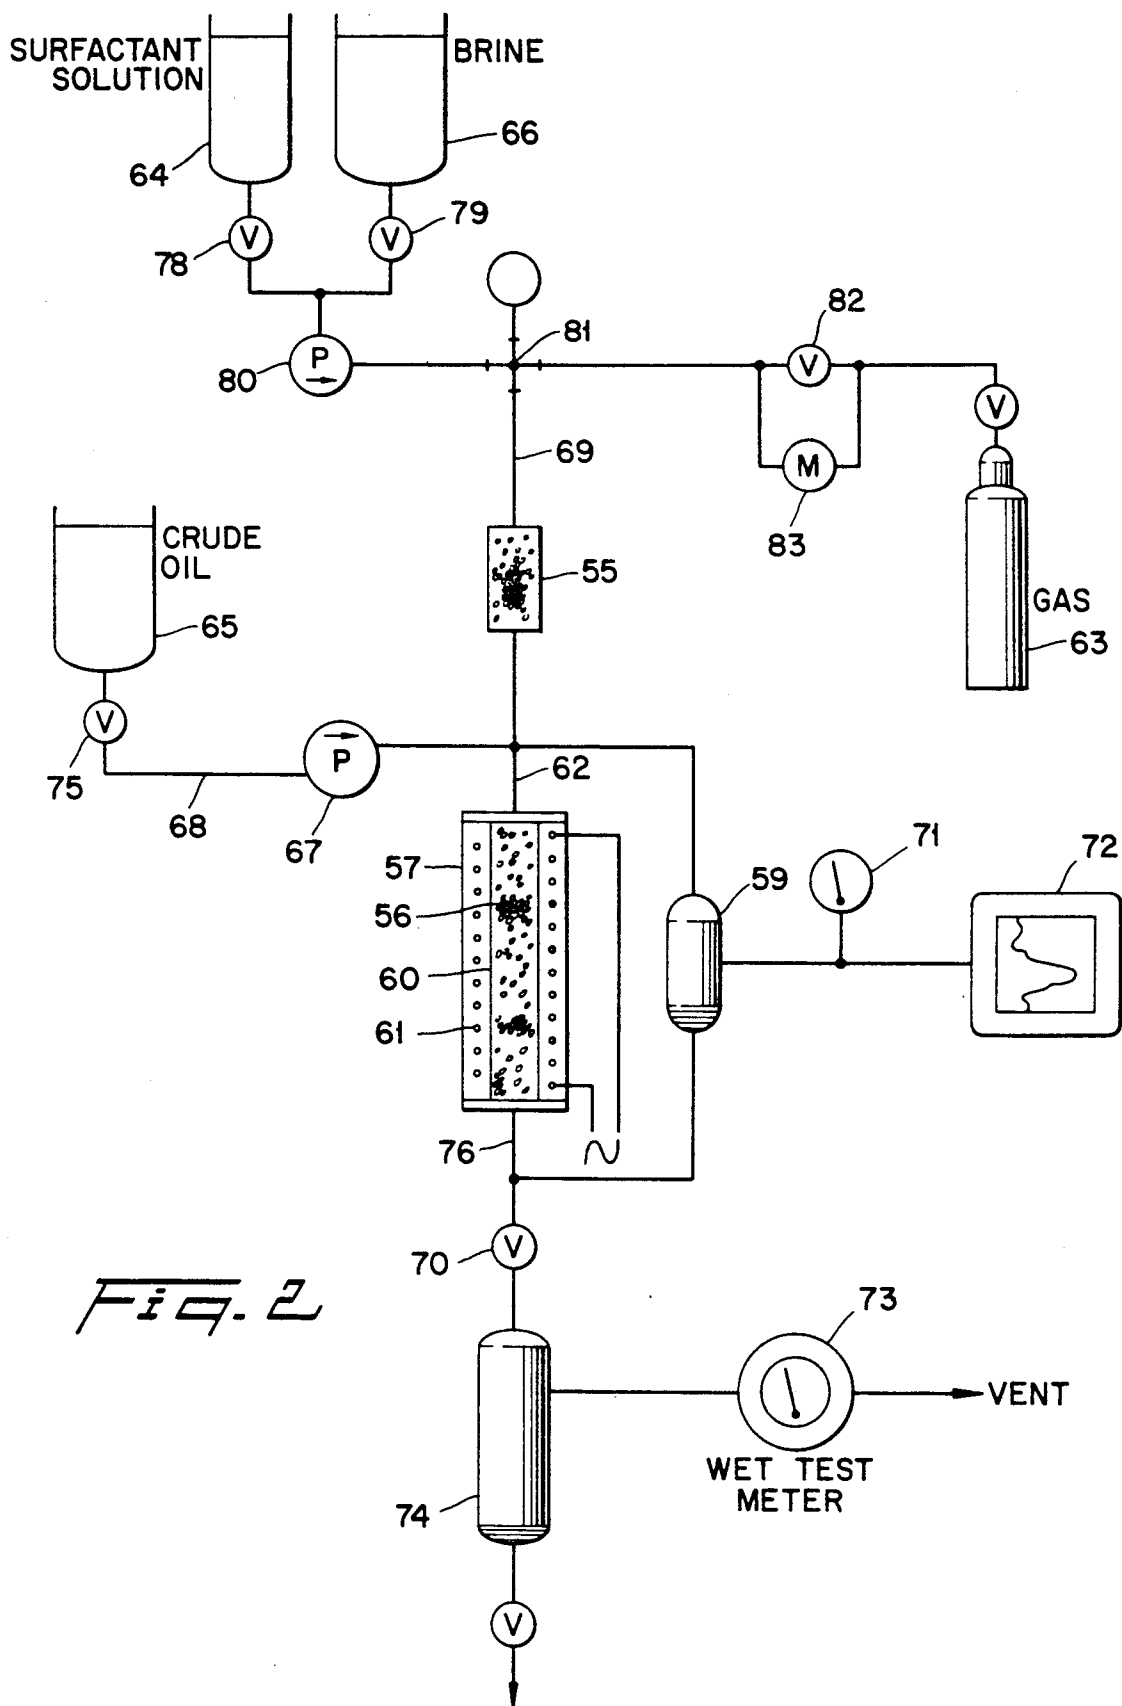 SURFACTANT
SOLUTION
BRINE
64
66
V
78
V
79
P
80
81
82
V
V
M
83
69
CRUDE
OIL
65
55
GAS
63
V
75
68
P
67
62
57
56
60
61
59
71
72
76
V
70
Fig. 2
73
VENT
WET TEST
METER
74
V